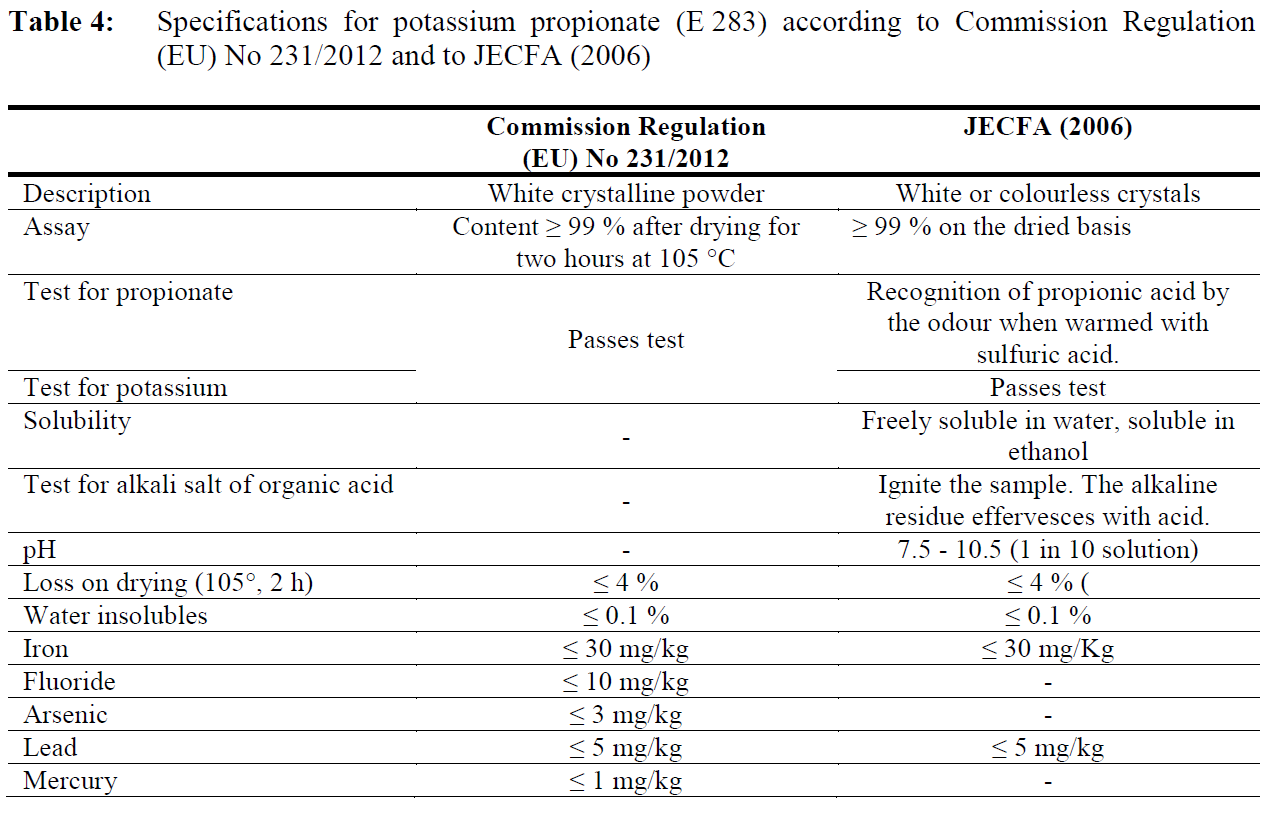 Table 4: Specifications for potassium propionate (E 283) according to Commission Regulation
(EU) No 231/2012 and to JECFA (2006)
Commission Regulation JECFA (2006)
(EU) No 231/2012
Description White crystalline powder White or colourless crystals
Assay Content ≥ 99 % after drying for ≥ 99 % on the dried basis
two hours at 105 °C
Test for propionate Recognition of propionic acid by
the odour when warmed with
Passes test
sulfuric acid.
Test for potassium Passes test
Solubility Freely soluble in water, soluble in
-
ethanol
Test for alkali salt of organic acid Ignite the sample. The alkaline
-
residue effervesces with acid.
pH - 7.5 - 10.5 (1 in 10 solution)
Loss on drying (105°, 2 h) ≤ 4 % ≤ 4 % (
Water insolubles ≤ 0.1 % ≤ 0.1 %
Iron ≤ 30 mg/kg ≤ 30 mg/Kg
Fluoride ≤ 10 mg/kg -
Arsenic ≤ 3 mg/kg -
Lead ≤ 5 mg/kg ≤ 5 mg/kg
Mercury ≤ 1 mg/kg -